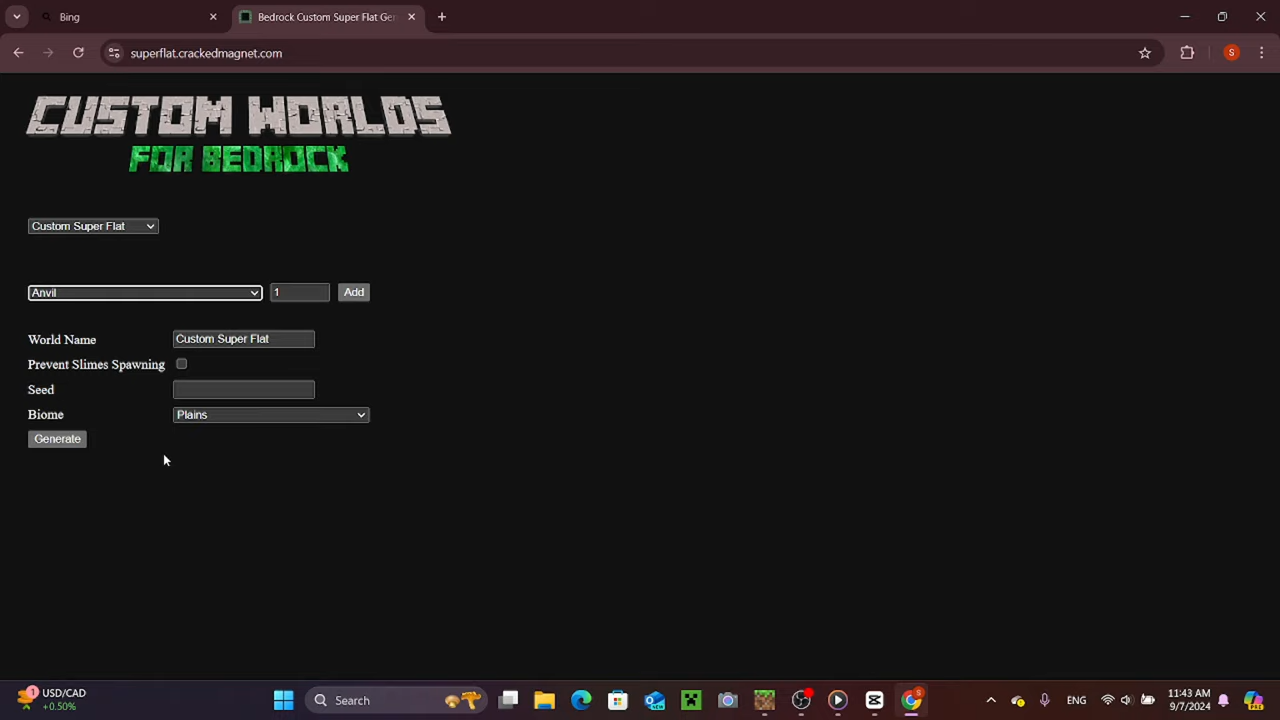 Bing
Bedrock Custom Super Flat Gen
superflat.crackedmagnet.com
S
CUSTOM WORLDS
FOR BEDROCK
Custom Super Flat
Anvil
1
Add
World Name
Custom Super Flat
Prevent Slimes Spawning
Seed
Biome
Plains
Generate
1
USD/CAD
+0.50%
Search
ENG
11:43 AM
9/7/2024